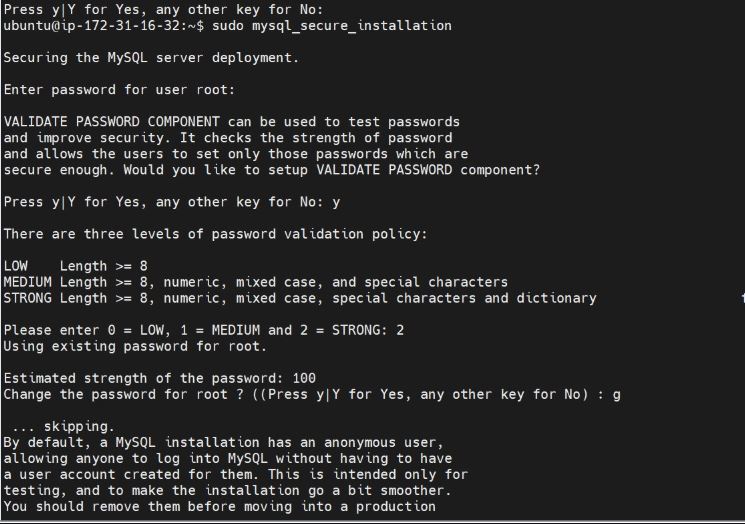 Press y|Y for Yes, any other key for No:
ubuntu@ip-172-31-16-32:~$ sudo mysql_secure_installation
Securing the MySQL server deployment.
Enter password for user root:
VALIDATE PASSWORD COMPONENT can be used to test passwords
and improve security. It checks the strength of password
and allows the users to set only those passwords which are
secure enough. Would you like to setup VALIDATE PASSWORD component?
Press y|Y for Yes, any other key for No: y
There are three levels of password validation policy:
LOW    Length >= 8
MEDIUM Length >= 8, numeric, mixed case, and special characters
STRONG Length >= 8, numeric, mixed case, special characters and dictionary
Please enter 0 = LOW, 1 = MEDIUM and 2 = STRONG: 2
Using existing password for root.
Estimated strength of the password: 100
Change the password for root ? ((Press y|Y for Yes, any other key for No) : g
 ... skipping.
By default, a MySQL installation has an anonymous user,
allowing anyone to log into MySQL without having to have
a user account created for them. This is intended only for
testing, and to make the installation go a bit smoother.
You should remove them before moving into a production